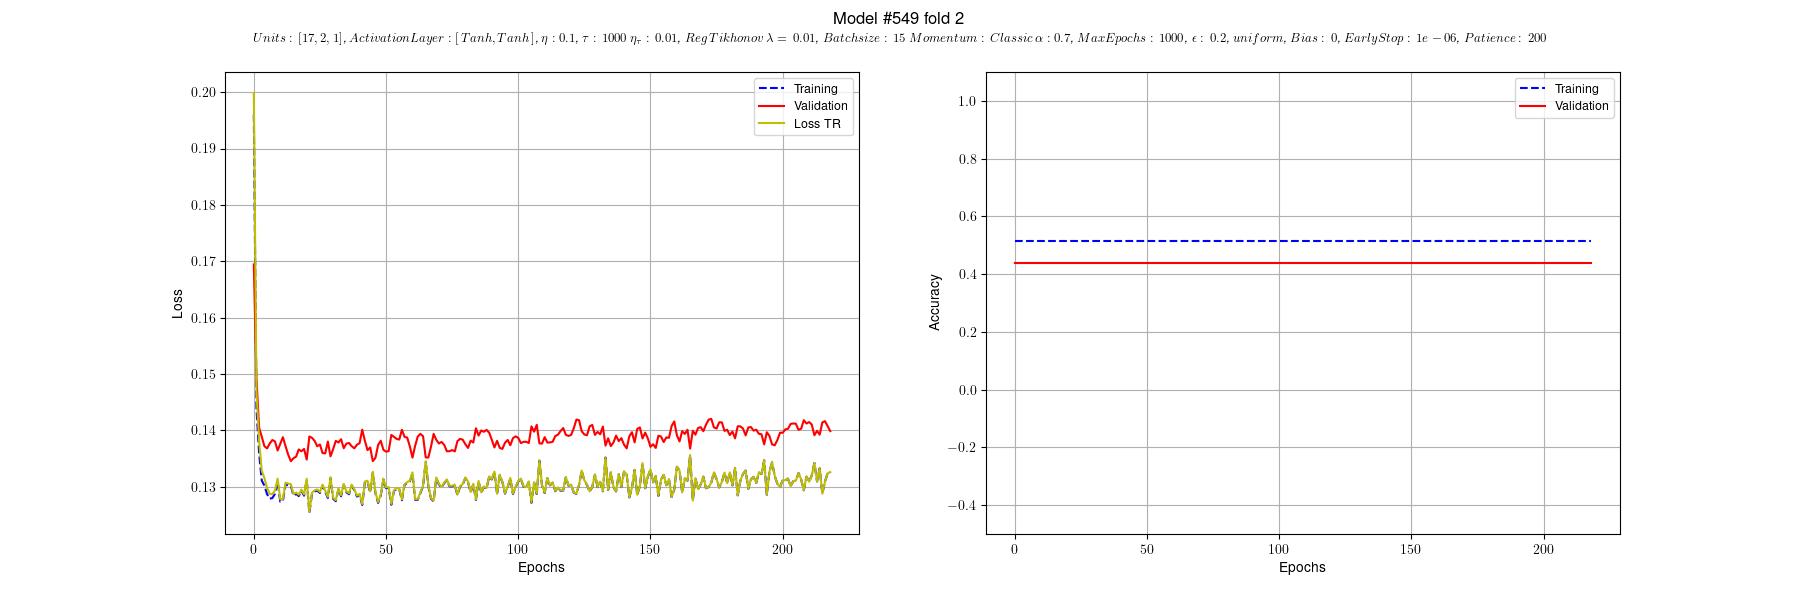 Model #549 fold 2
Units : [17, 2, 1], ActivationLayer : [Tanh, Tanh], η : 0.1, τ : 1000 η_τ : 0.01, RegTikhonov λ = 0.01, Batchsize : 15 Momentum : Classic α : 0.7, MaxEpochs : 1000, ϵ : 0.2, uniform, Bias : 0, EarlyStop : 1e − 06, Patience : 200
Training
Validation
Loss TR
0.20
0.19
0.18
0.17
0.16
0.15
0.14
0.13
Loss
0 50 100 150 200
Epochs
Training
Validation
1.0
0.8
0.6
0.4
0.2
0.0
−0.2
−0.4
Accuracy
0 50 100 150 200
Epochs